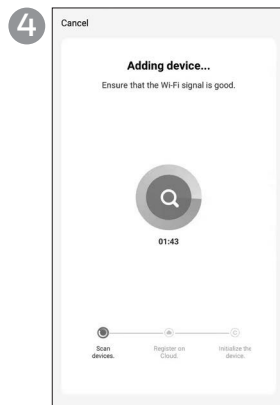 4
Cancel
Adding device...
Ensure that the Wi-Fi signal is good.
01:43
Scan
devices.
Register on
Cloud.
Initialize the
device.